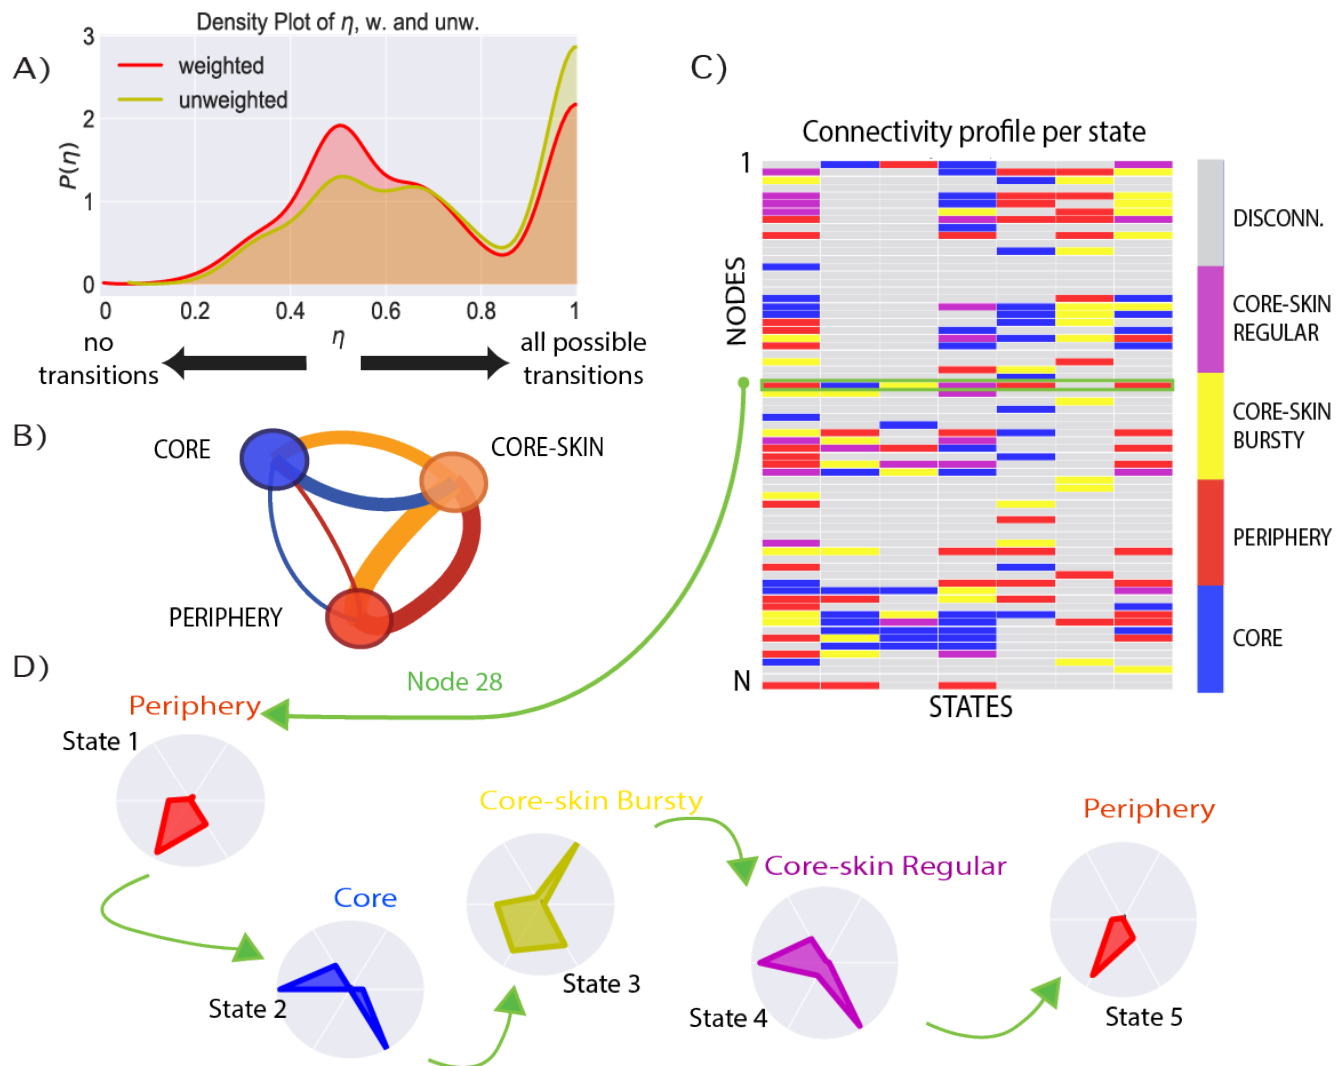 A)
Density Plot of η, w. and unw.
3
2
1
0
P(η)
weighted
unweighted
0
0.2
0.4
0.6
0.8
1
η
no
transitions
all possible
transitions
B)
CORE
CORE-SKIN
PERIPHERY
C)
Connectivity profile per state
1
NODES
N
STATES
DISCONN.
CORE-SKIN
REGULAR
CORE-SKIN
BURSTY
PERIPHERY
CORE
D)
Node 28
Periphery
State 1
Core
State 2
Core-skin Bursty
State 3
Core-skin Regular
State 4
Periphery
State 5